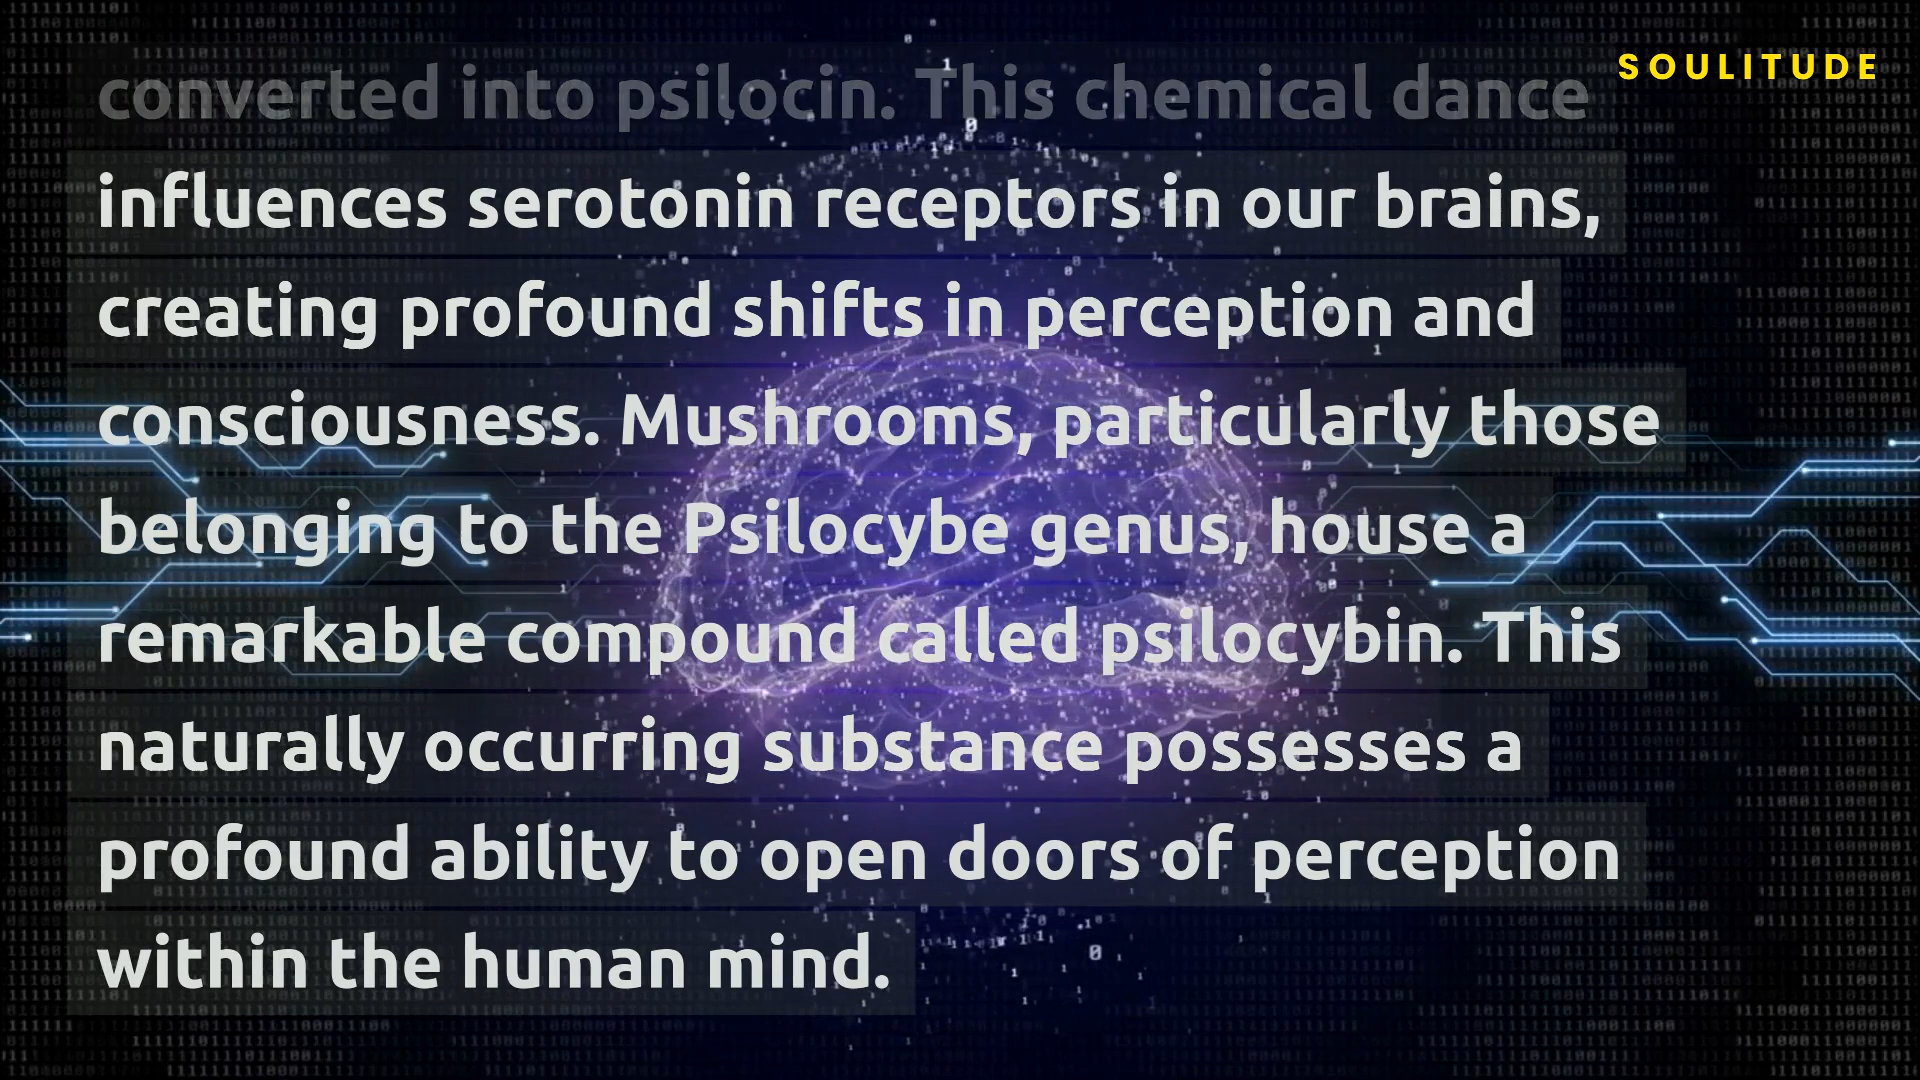 SOULITUDE
converted into psilocin. This chemical dance
influences serotonin receptors in our brains,
creating profound shifts in perception and
consciousness. Mushrooms, particularly those
belonging to the Psilocybe genus, house a
remarkable compound called psilocybin. This
naturally occurring substance possesses a
profound ability to open doors of perception
within the human mind.